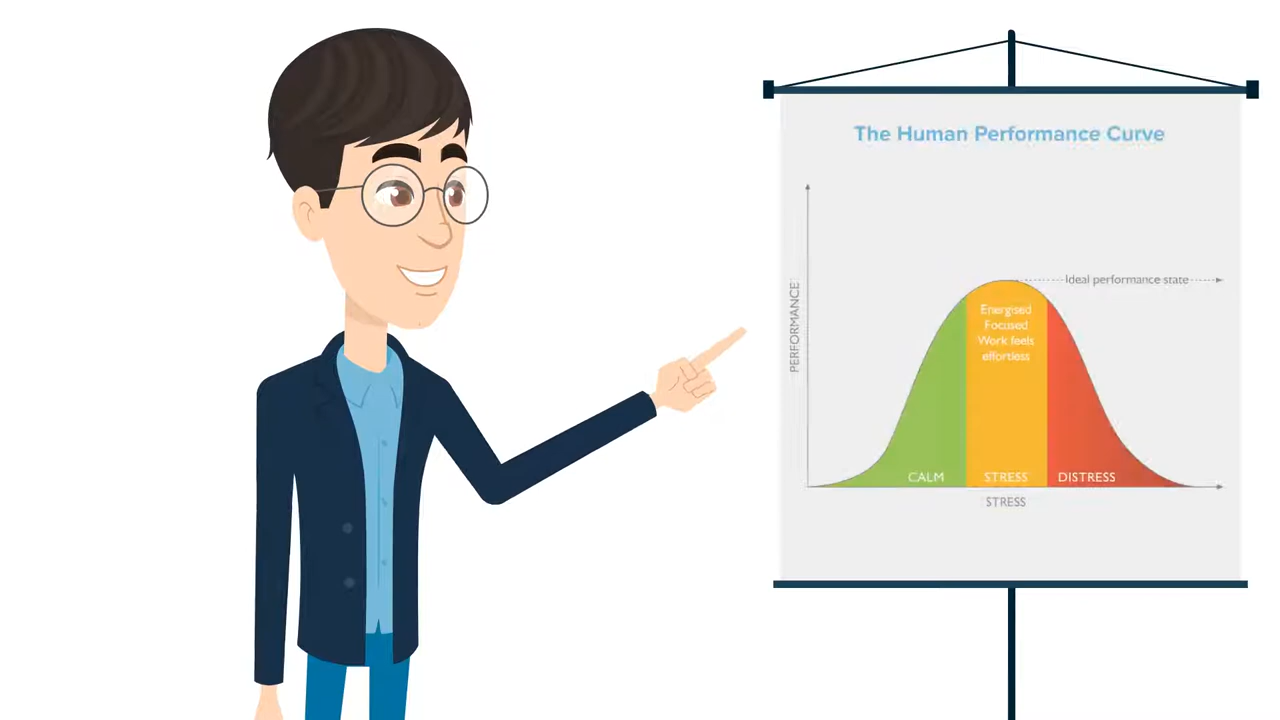 The Human Performance Curve
Ideal performance state
PERFORMANCE
Energised
Focused
Work feels
effortless
CALM
STRESS
DISTRESS
STRESS